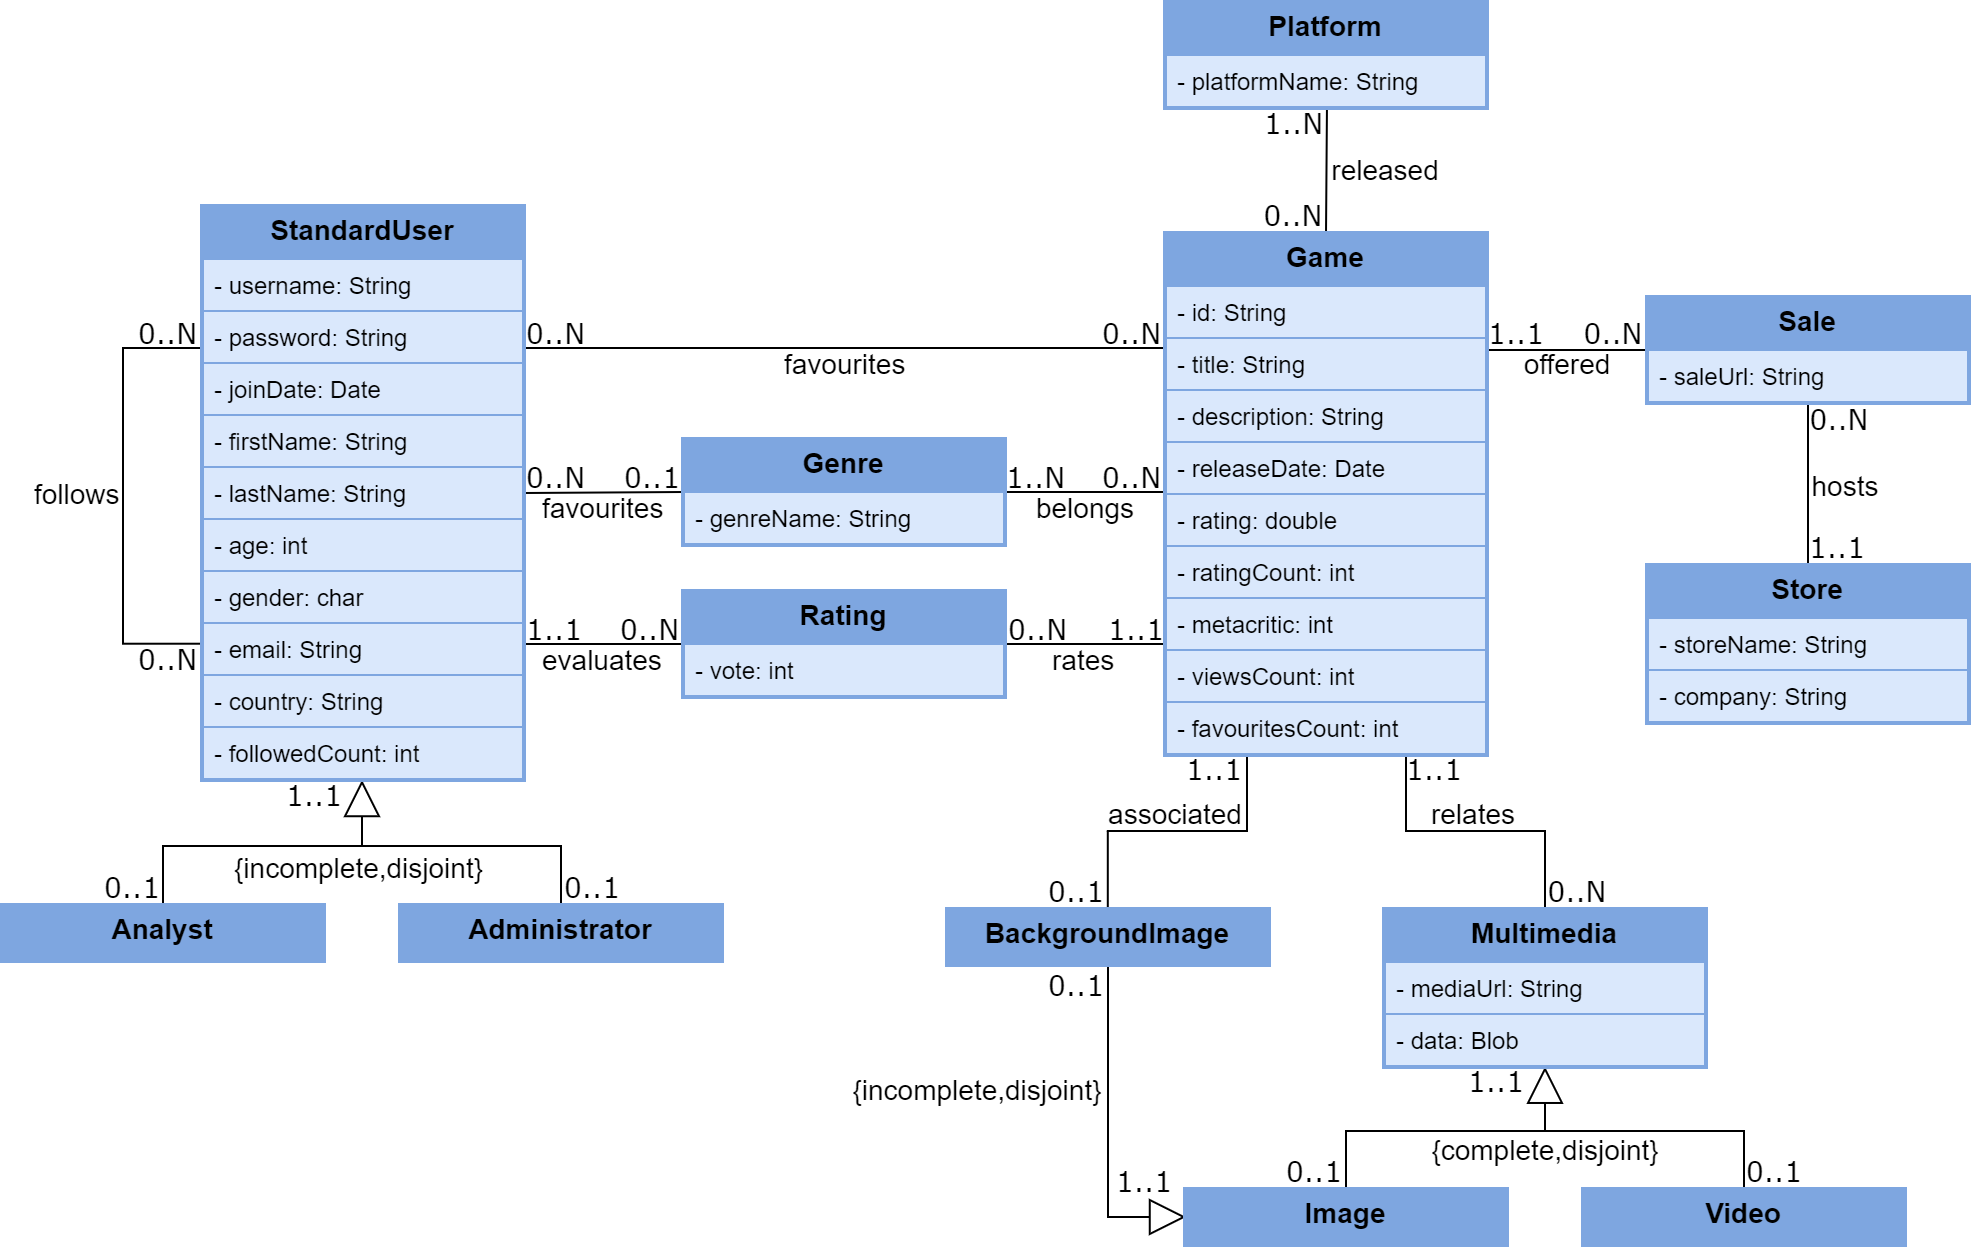 Platform
- platformName: String
1..N
released
0..N
StandardUser
- username: String
- password: String
- joinDate: Date
- firstName: String
- lastName: String
- age: int
- gender: char
- email: String
- country: String
- followedCount: int
0..N
follows
0..N
0..N
0..N
favourites
0..N
0..1
favourites
Genre
- genreName: String
1..N
0..N
belongs
1..1
0..N
evaluates
Rating
- vote: int
0..N
1..1
rates
Game
- id: String
- title: String
- description: String
- releaseDate: Date
- rating: double
- ratingCount: int
- metacritic: int
- viewsCount: int
- favouritesCount: int
1..1
0..N
offered
Sale
- saleUrl: String
0..N
hosts
1..1
Store
- storeName: String
- company: String
1..1
{incomplete,disjoint}
0..1
0..1
Analyst
Administrator
1..1
associated
0..1
BackgroundImage
0..1
{incomplete,disjoint}
1..1
1..1
relates
0..N
Multimedia
- mediaUrl: String
- data: Blob
1..1
{complete,disjoint}
0..1
0..1
Image
Video